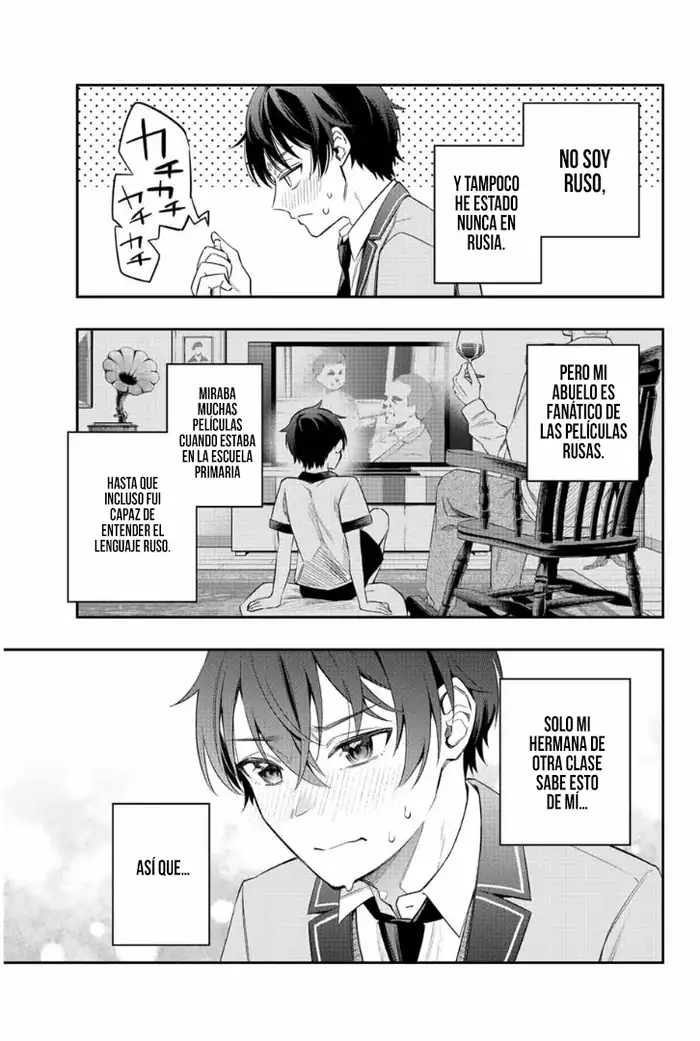 NO SOY
RUSO,
Y TAMPOCO
HE ESTADO
NUNCA EN
RUSIA.
カチ
カチカチ
カチ
PERO MI
ABUELO ES
FANÁTICO DE
LAS PELÍCULAS
RUSAS.
MIRABA
MUCHAS
PELÍCULAS
CUANDO ESTABA
EN LA ESCUELA
PRIMARIA
HASTA QUE
INCLUSO FUI
CAPAZ DE
ENTENDER EL
LENGUAJE RUSO.
SOLO MI
HERMANA DE
OTRA CLASE
SABE ESTO
DE MÍ...
ASÍ QUE...